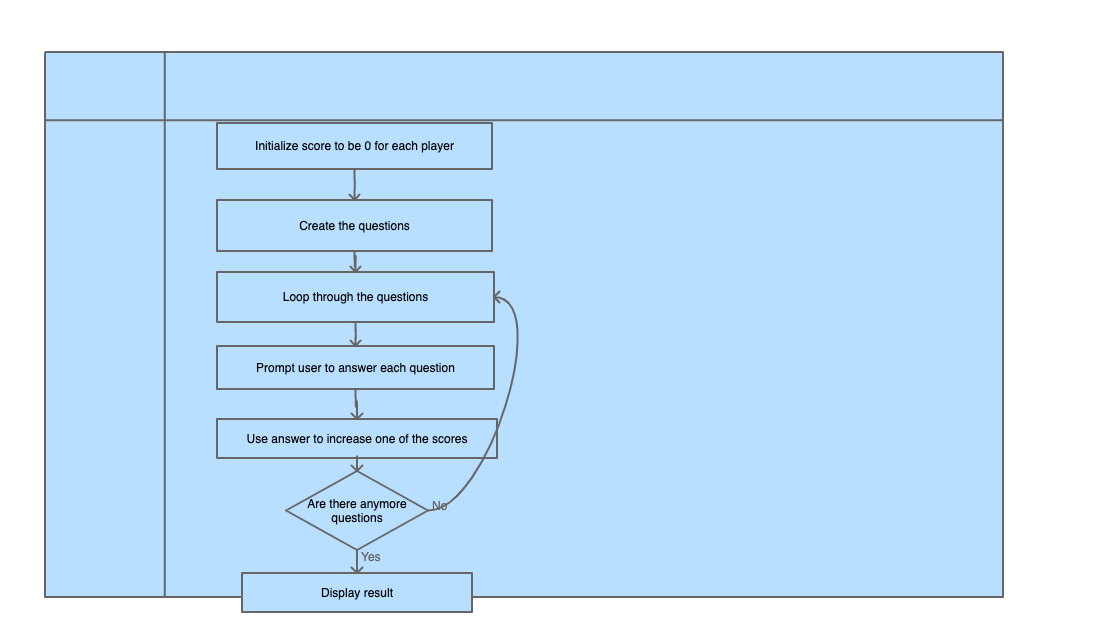 Initialize score to be 0 for each player
Create the questions
Loop through the questions
Prompt user to answer each question
Use answer to increase one of the scores
Are there anymore
questions
No
Yes
Display result